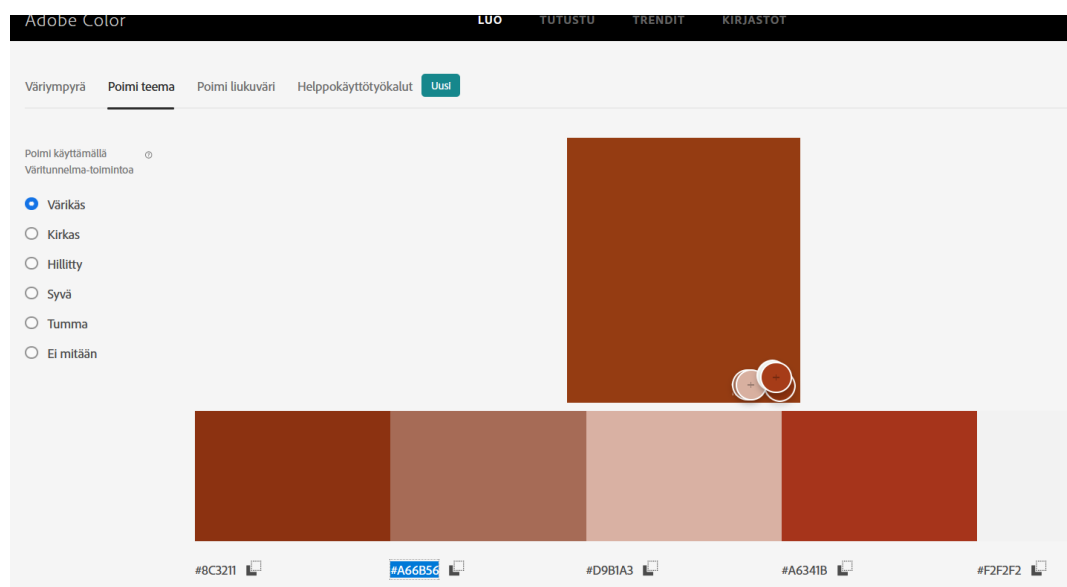 Adobe Color LUO TUTUSTU TRENDIT KIRJASTOT
Väriympyrä Poimi teema Poimi liukuväri Helppokäyttötyökalut Uusi
Poimi käyttämällä
Väritunnelma-toimintoa
Värikäs
Kirkas
Hillitty
Syvä
Tumma
Ei mitään
#8C3211 #A66B56 #D9B1A3 #A6341B #F2F2F2